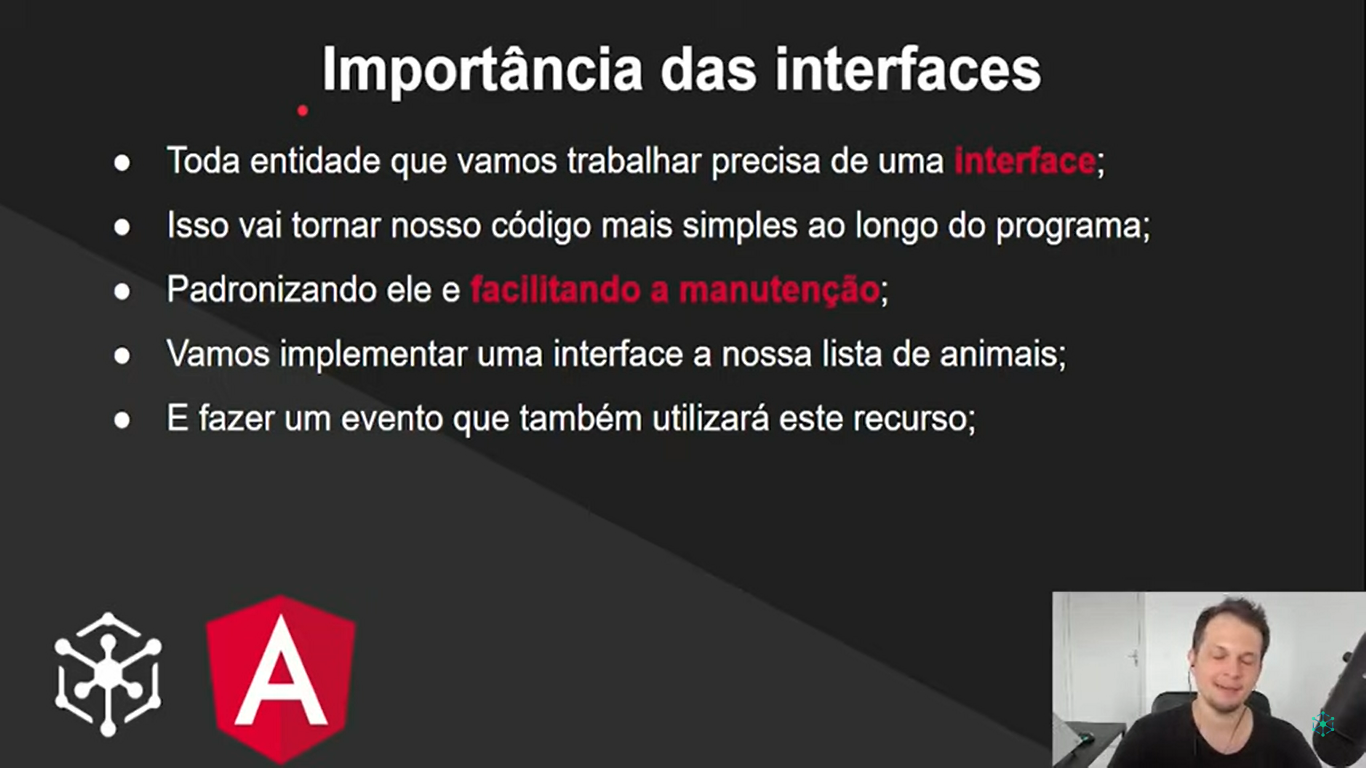 Importância das interfaces
● Toda entidade que vamos trabalhar precisa de uma interface;
● Isso vai tornar nosso código mais simples ao longo do programa;
● Padronizando ele e facilitando a manutenção;
● Vamos implementar uma interface a nossa lista de animais;
● E fazer um evento que também utilizará este recurso;
A